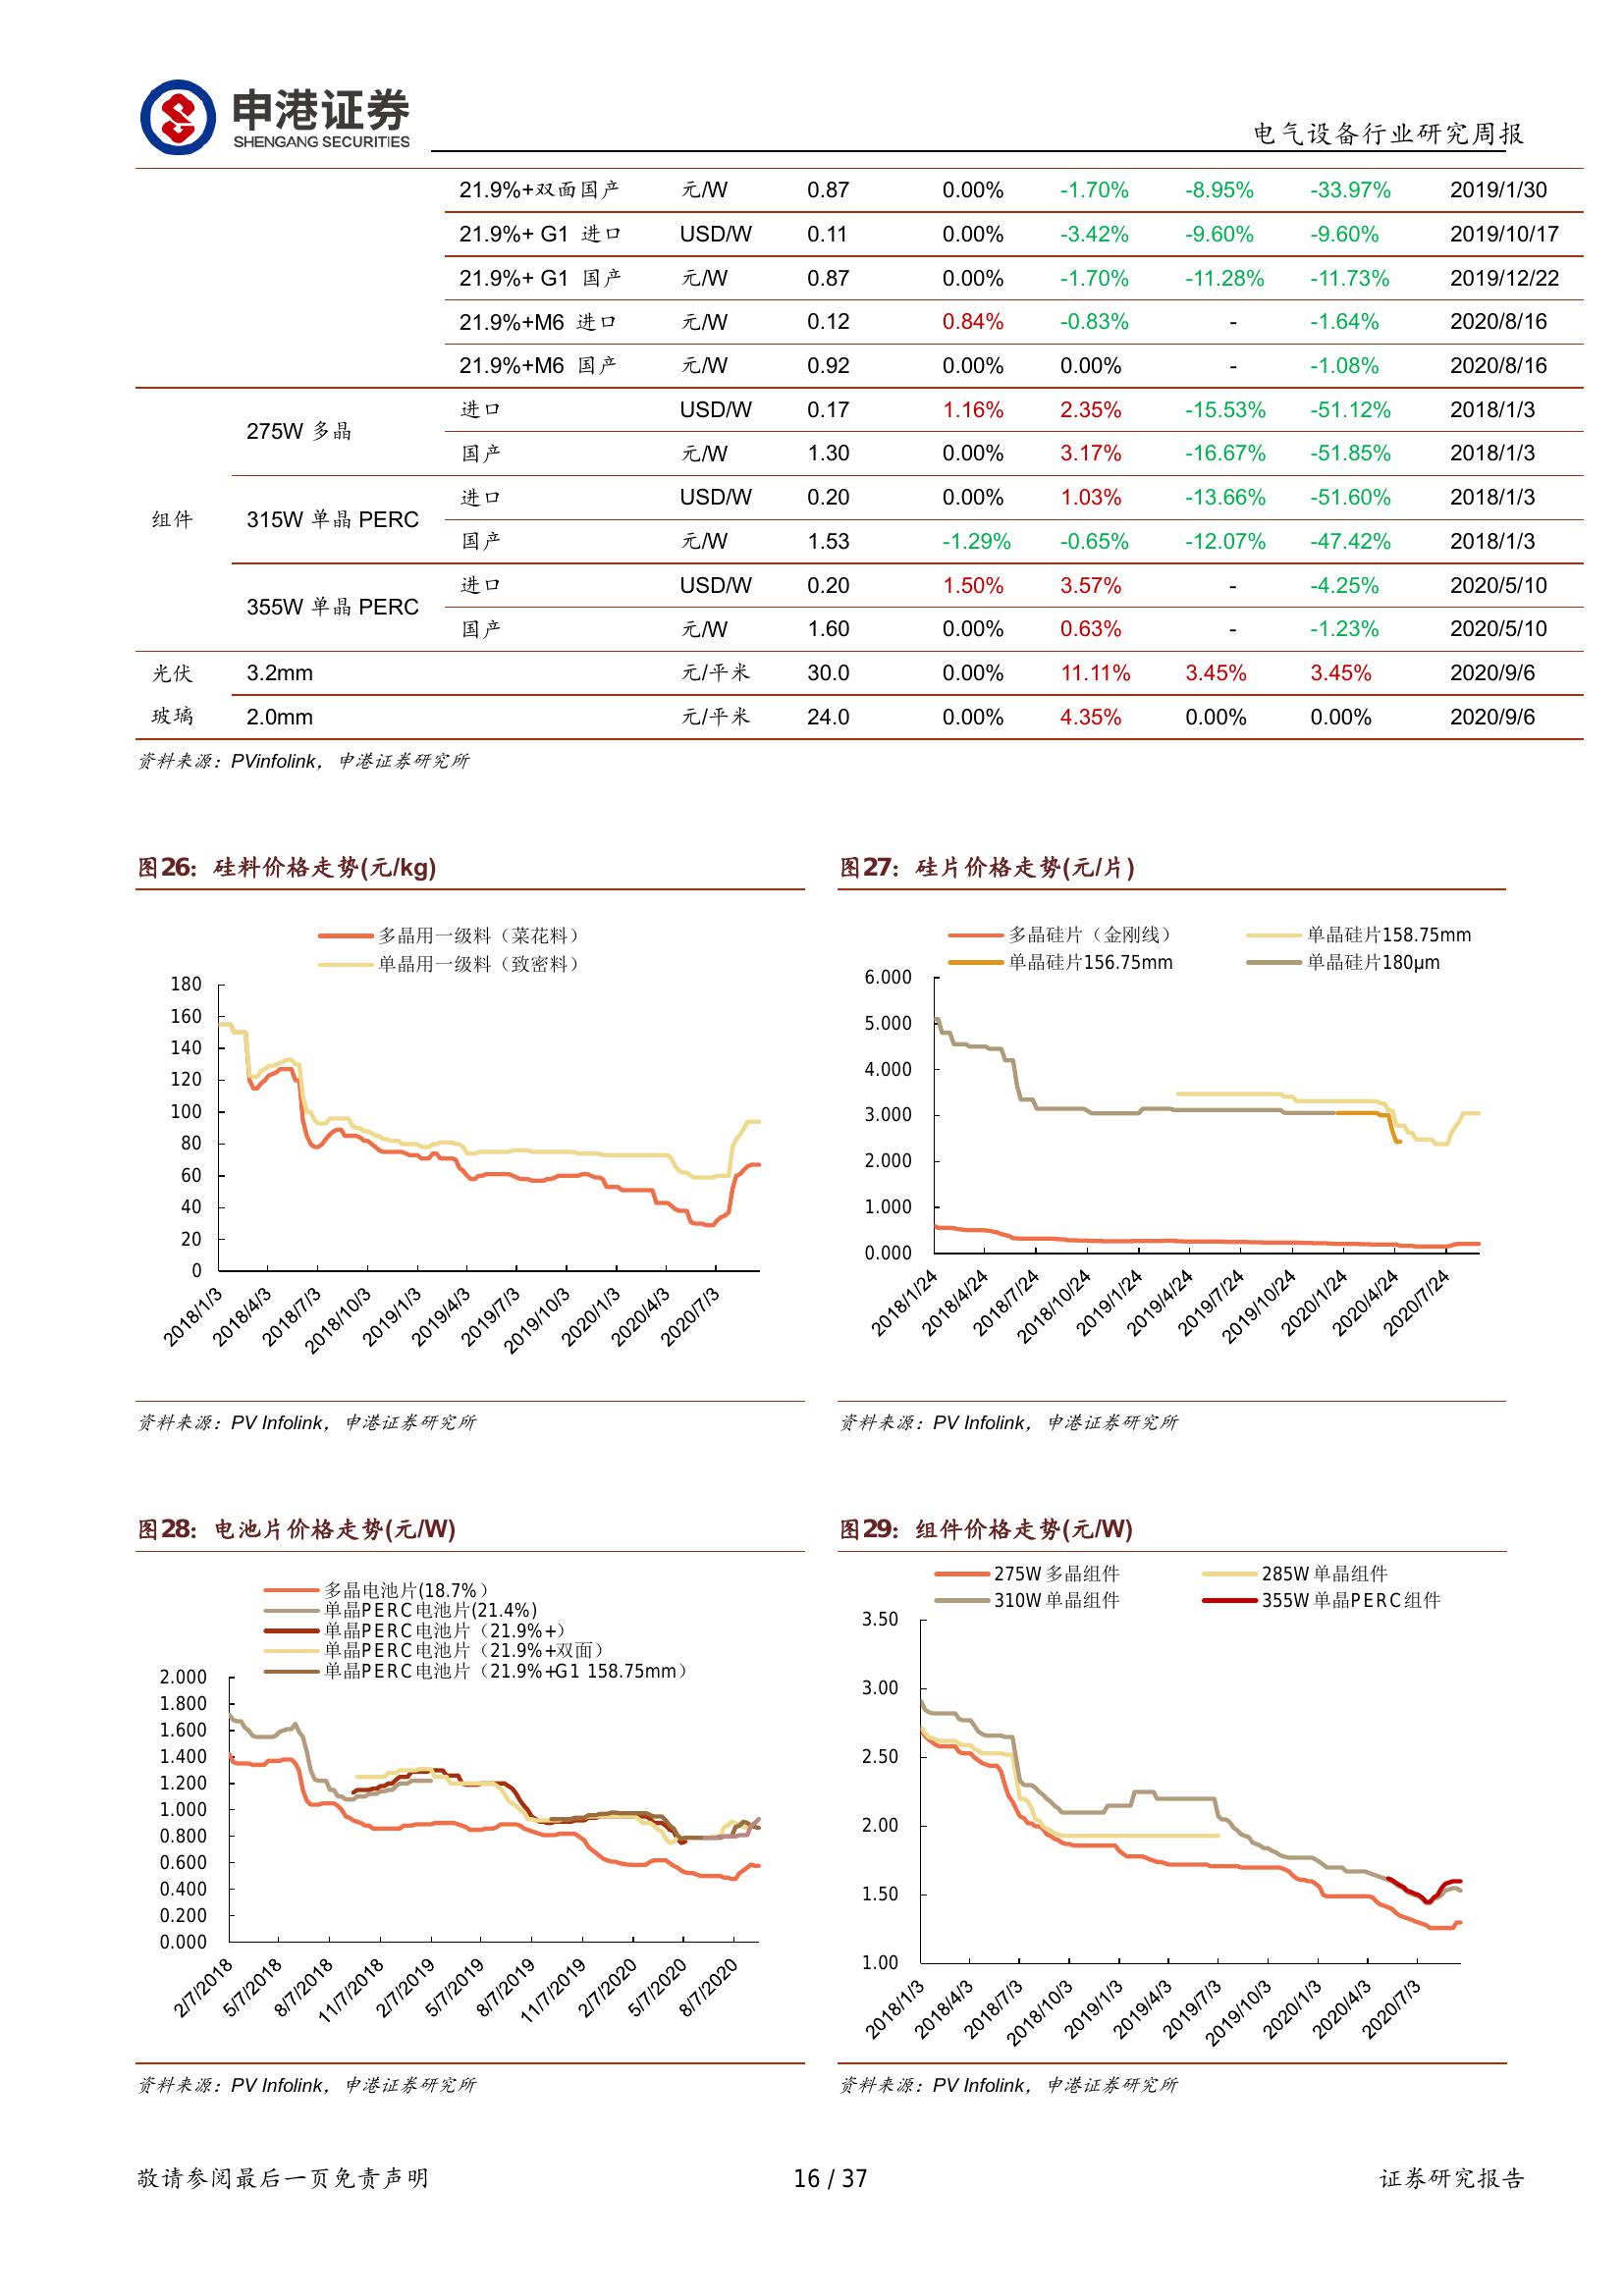 申港证券
SHENGANG SECURITIES
电气设备行业研究周报
21.9%+双面国产 元/W 0.87 0.00% -1.70% -8.95% -33.97% 2019/1/30
21.9%+ G1 进口 USD/W 0.11 0.00% -3.42% -9.60% -9.60% 2019/10/17
21.9%+ G1 国产 元/W 0.87 0.00% -1.70% -11.28% -11.73% 2019/12/22
21.9%+M6 进口 元/W 0.12 0.84% -0.83% - -1.64% 2020/8/16
21.9%+M6 国产 元/W 0.92 0.00% 0.00% - -1.08% 2020/8/16
组件
275W 多晶
进口 USD/W 0.17 1.16% 2.35% -15.53% -51.12% 2018/1/3
国产 元/W 1.30 0.00% 3.17% -16.67% -51.85% 2018/1/3
315W 单晶 PERC
进口 USD/W 0.20 0.00% 1.03% -13.66% -51.60% 2018/1/3
国产 元/W 1.53 -1.29% -0.65% -12.07% -47.42% 2018/1/3
355W 单晶 PERC
进口 USD/W 0.20 1.50% 3.57% - -4.25% 2020/5/10
国产 元/W 1.60 0.00% 0.63% - -1.23% 2020/5/10
光伏 3.2mm 元/平米 30.0 0.00% 11.11% 3.45% 3.45% 2020/9/6
玻璃 2.0mm 元/平米 24.0 0.00% 4.35% 0.00% 0.00% 2020/9/6
资料来源：PVinfolink，申港证券研究所
图26：硅料价格走势(元/kg)
多晶用一级料（菜花料）
单晶用一级料（致密料）
180
160
140
120
100
80
60
40
20
0
2018/1/3 2018/4/3 2018/7/3 2018/10/3 2019/1/3 2019/4/3 2019/7/3 2019/10/3 2020/1/3 2020/4/3 2020/7/3
资料来源：PV Infolink，申港证券研究所
图27：硅片价格走势(元/片)
多晶硅片（金刚线） 单晶硅片158.75mm
单晶硅片156.75mm 单晶硅片180μm
6.000
5.000
4.000
3.000
2.000
1.000
0.000
2018/1/24 2018/4/24 2018/7/24 2018/10/24 2019/1/24 2019/4/24 2019/7/24 2019/10/24 2020/1/24 2020/4/24 2020/7/24
资料来源：PV Infolink，申港证券研究所
图28：电池片价格走势(元/W)
多晶电池片(18.7%）
单晶PERC电池片(21.4%)
单晶PERC电池片（21.9%+）
单晶PERC电池片（21.9%+双面）
单晶PERC电池片（21.9%+G1 158.75mm）
2.000
1.800
1.600
1.400
1.200
1.000
0.800
0.600
0.400
0.200
0.000
2/7/2018 5/7/2018 8/7/2018 11/7/2018 2/7/2019 5/7/2019 8/7/2019 11/7/2019 2/7/2020 5/7/2020 8/7/2020
资料来源：PV Infolink，申港证券研究所
图29：组件价格走势(元/W)
275W多晶组件 285W单晶组件
310W单晶组件 355W单晶PERC组件
3.50
3.00
2.50
2.00
1.50
1.00
2018/1/3 2018/4/3 2018/7/3 2018/10/3 2019/1/3 2019/4/3 2019/7/3 2019/10/3 2020/1/3 2020/4/3 2020/7/3
资料来源：PV Infolink，申港证券研究所
敬请参阅最后一页免责声明 16 / 37 证券研究报告